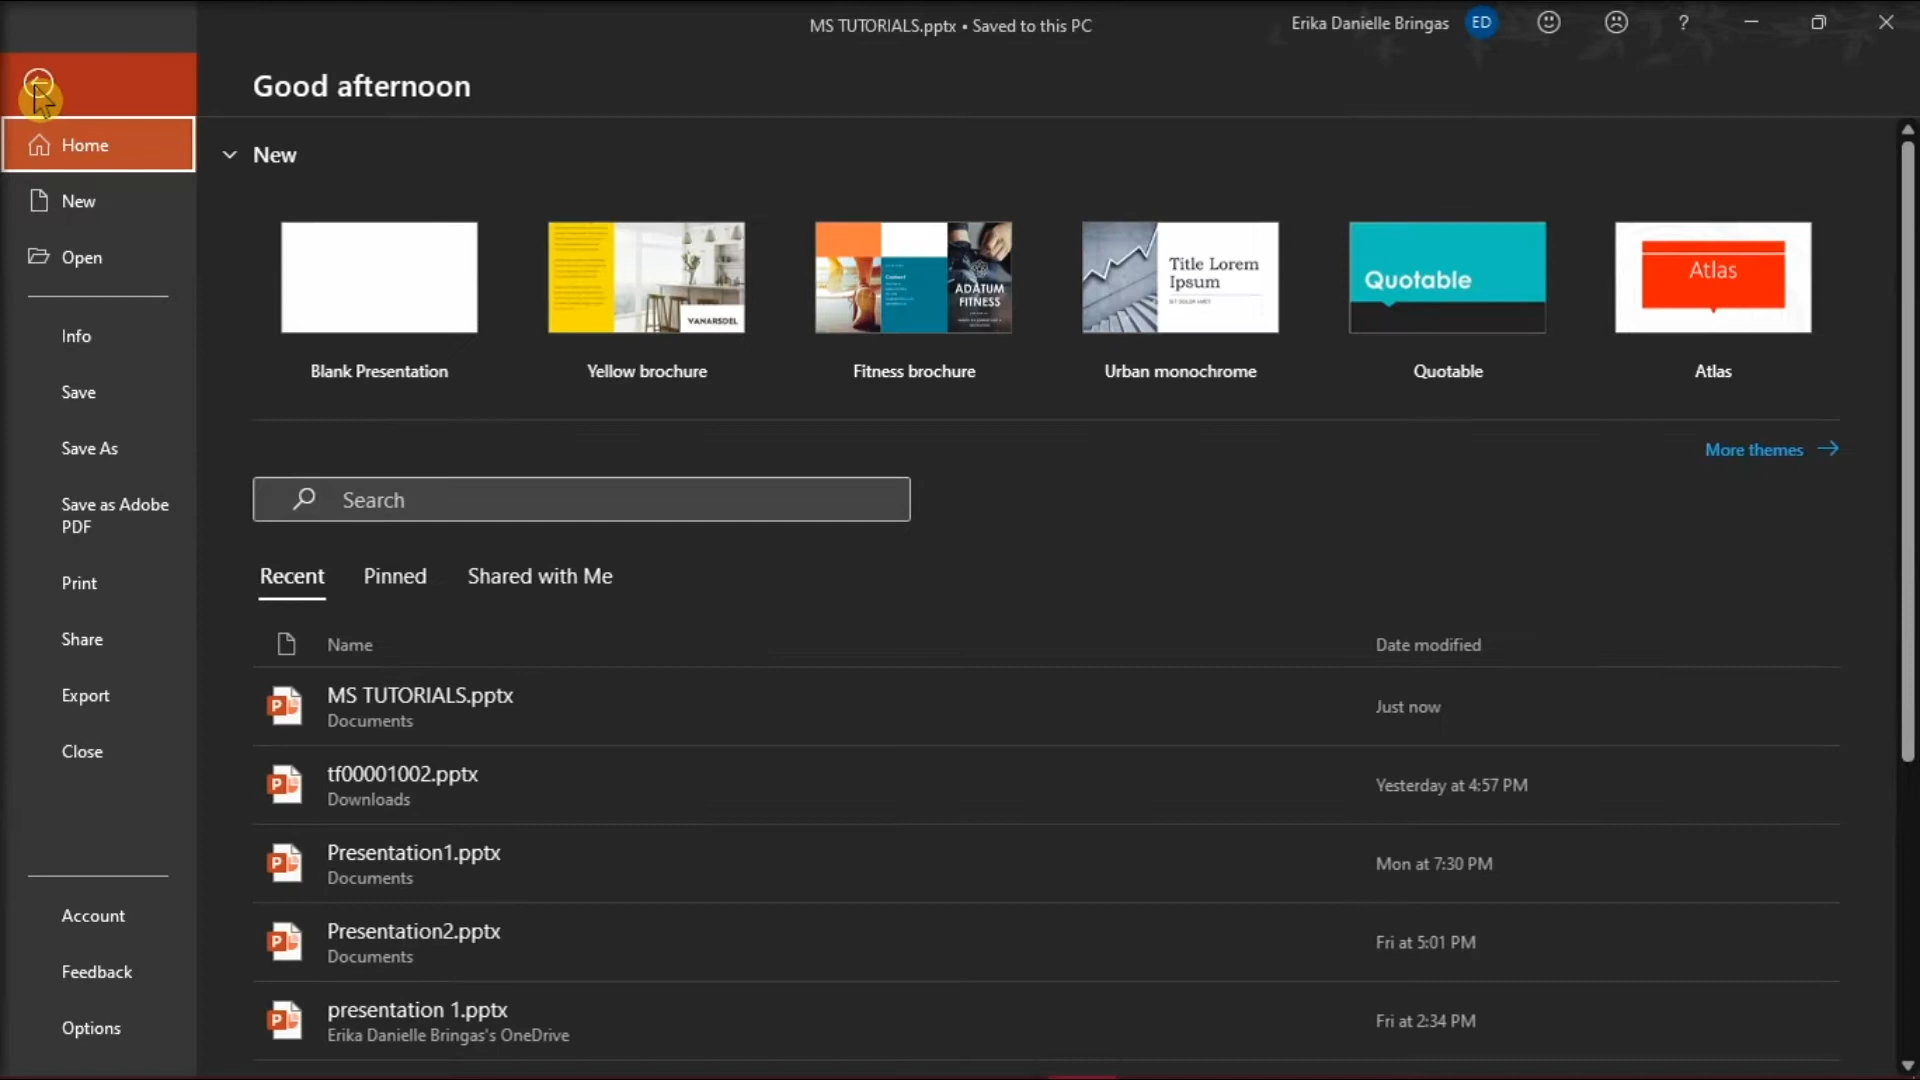 MS TUTORIALS.pptx • Saved to this PC
Erika Danielle Bringas
ED
?
Good afternoon
Home
New
Open
Info
Save
Save As
Save as Adobe
PDF
Print
Share
Export
Close
Account
Feedback
Options
New
VANARSDEL
Contact
ADATUM
FITNESS
Title Lorem
Ipsum
SIT DOLOR AMET
Quotable
Atlas
Blank Presentation
Yellow brochure
Fitness brochure
Urban monochrome
Quotable
Atlas
More themes
Search
Recent
Pinned
Shared with Me
Name
Date modified
MS TUTORIALS.pptx
Documents
Just now
tf00001002.pptx
Downloads
Yesterday at 4:57 PM
Presentation1.pptx
Documents
Mon at 7:30 PM
Presentation2.pptx
Documents
Fri at 5:01 PM
presentation 1.pptx
Erika Danielle Bringas's OneDrive
Fri at 2:34 PM